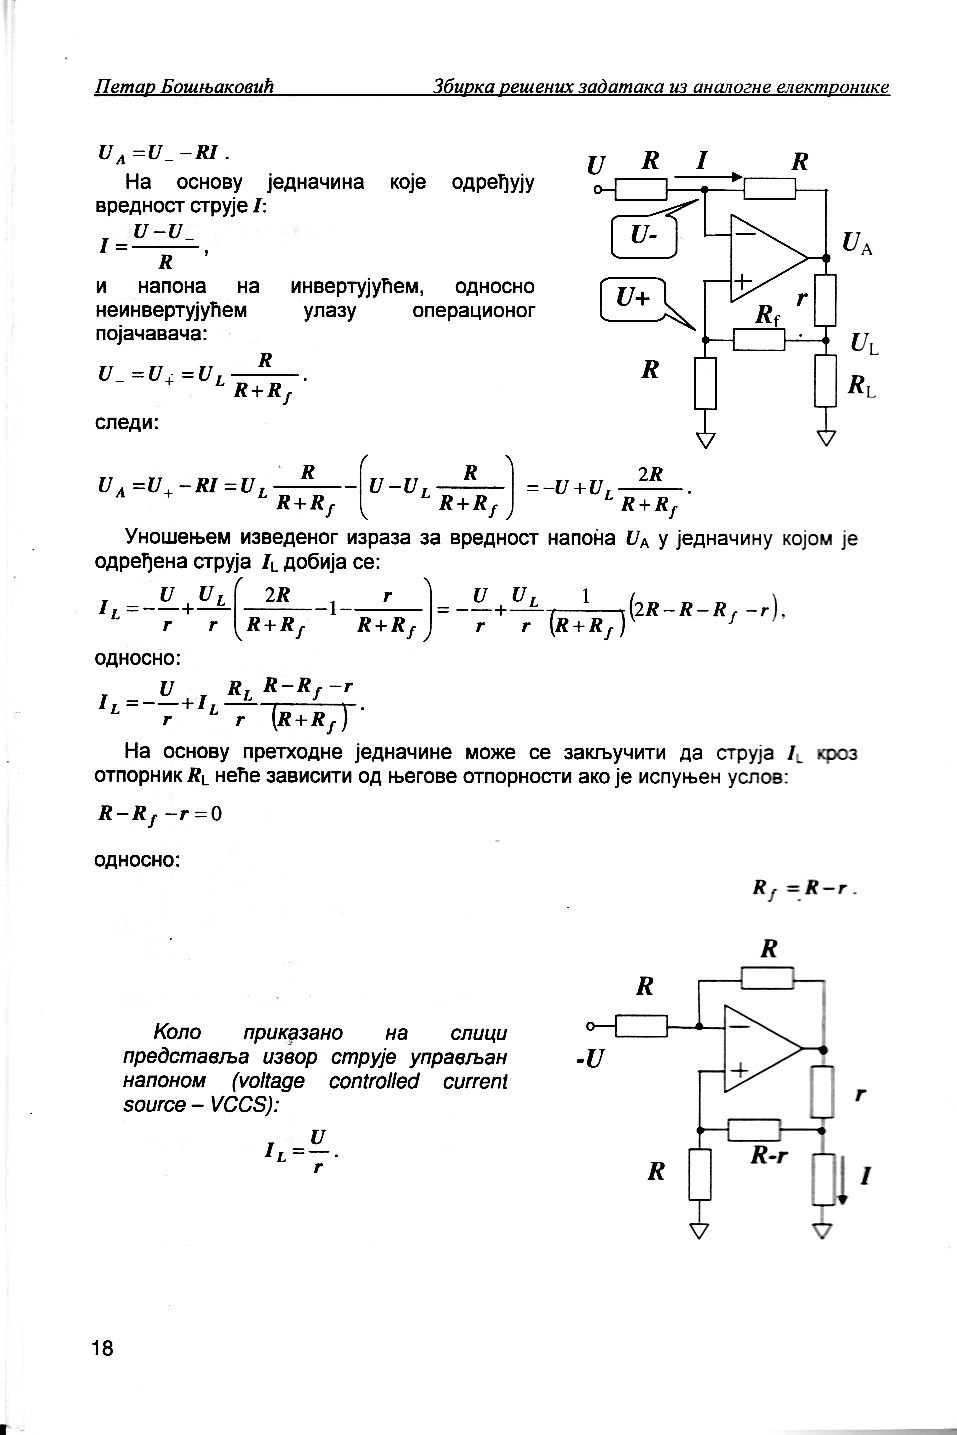 Петар Бошњаковић Збирка решених задатака из аналогне електронике
U_A = U_- - RI .
На основу једначина које одређују
вредност струје I:
I = \frac{U - U_-}{R} ,
и напона на инвертујућем, односно
неинвертујућем улазу операционог
појачавача:
U_- = U_+ = U_L \frac{R}{R + R_f} .
следи:
U R I R
U-
U_A
U+
R_f
r
U_L
R
R_L
U_A = U_+ - RI = U_L \frac{R}{R + R_f} - \left( U - U_L \frac{R}{R + R_f} \right) = -U + U_L \frac{2R}{R + R_f} .
Уношењем изведеног израза за вредност напона U_A у једначину којом је
одређена струја I_L добија се:
I_L = -\frac{U}{r} + \frac{U_L}{r} \left( \frac{2R}{R + R_f} - 1 - \frac{r}{R + R_f} \right) = -\frac{U}{r} + \frac{U_L}{r} \frac{1}{(R + R_f)} (2R - R - R_f - r),
односно:
I_L = -\frac{U}{r} + I_L \frac{R_L}{r} \frac{R - R_f - r}{(R + R_f)} .
На основу претходне једначине може се закључити да струја I_L кроз
отпорник R_L неће зависити од његове отпорности ако је испуњен услов:
R - R_f - r = 0
односно:
R_f = R - r .
Коло приказано на слици
представља извор струје управљан
напоном (voltage controlled current
source – VCCS):
I_L = \frac{U}{r} .
R
R
-U
r
R-r
R
I
18